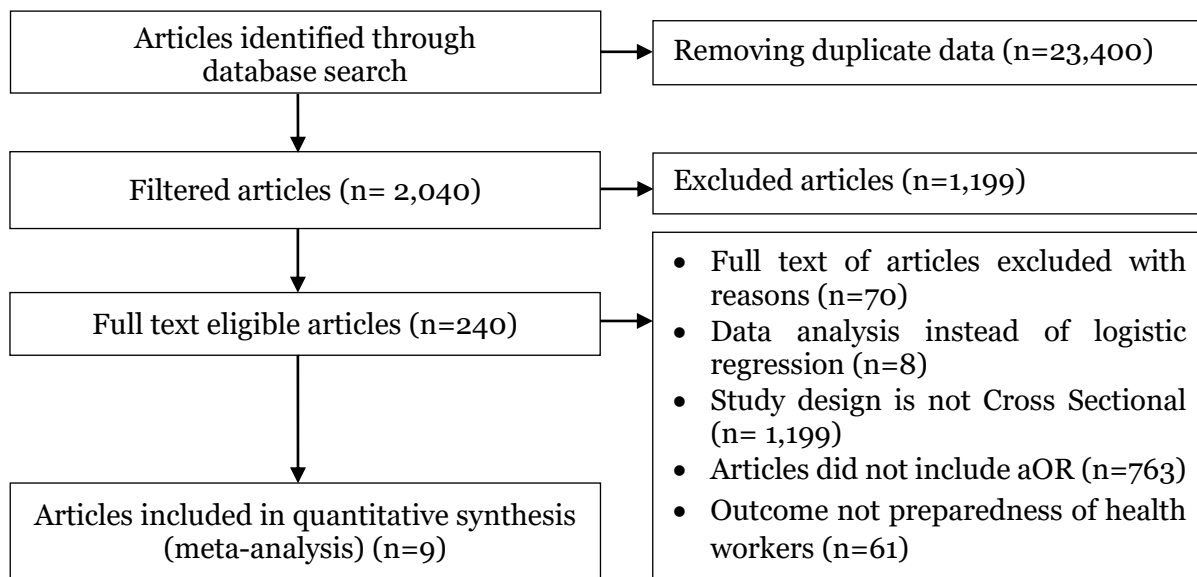 Articles identified through
database search
Removing duplicate data (n=23,400)
Filtered articles (n= 2,040)
Excluded articles (n=1,199)
Full text eligible articles (n=240)
• Full text of articles excluded with
reasons (n=70)
• Data analysis instead of logistic
regression (n=8)
• Study design is not Cross Sectional
(n= 1,199)
• Articles did not include aOR (n=763)
• Outcome not preparedness of health
workers (n=61)
Articles included in quantitative synthesis
(meta-analysis) (n=9)